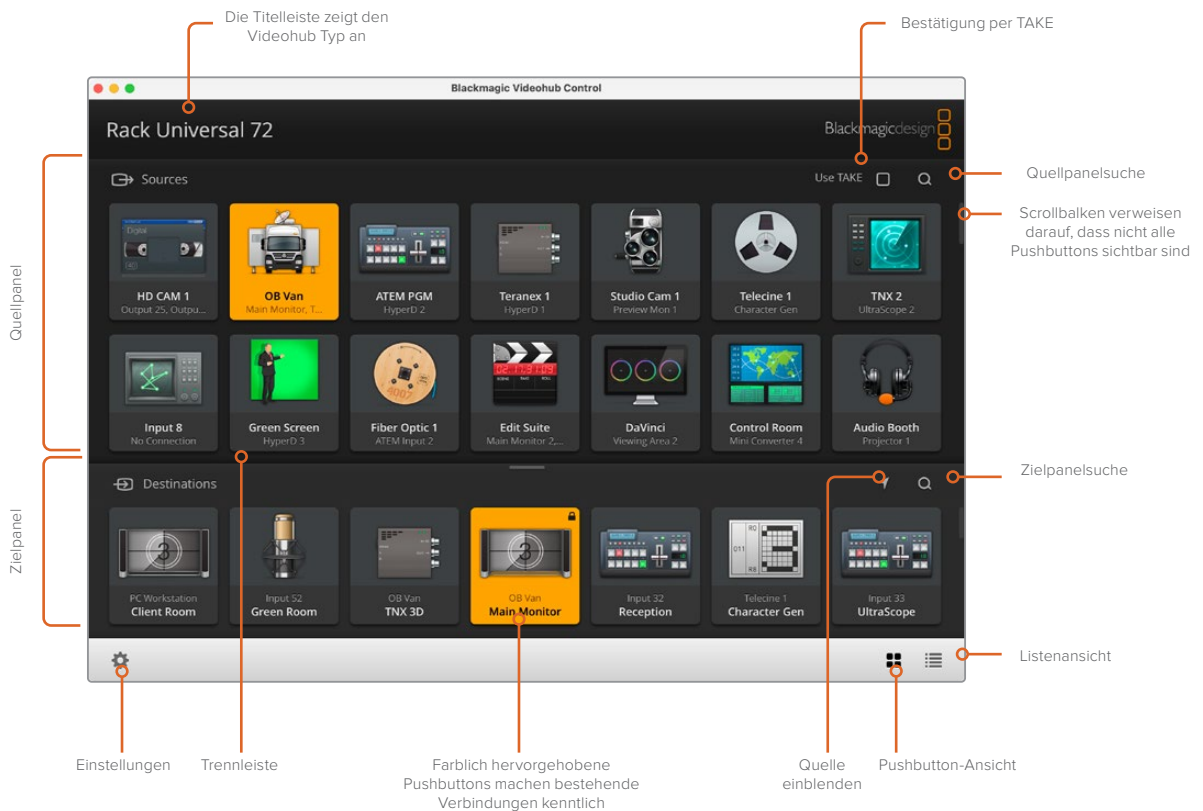 Die Titelleiste zeigt den
Videohub Typ an
Bestätigung per TAKE
Blackmagic Videohub Control
Rack Universal 72
Blackmagicdesign
Sources
Use TAKE
Quellpanelsuche
Scrollbalken verweisen
darauf, dass nicht alle
Pushbuttons sichtbar sind
Quellpanel
Digital
HD CAM 1
Output 25, Outpu...
OB Van
Main Monitor, T...
ATEM PGM
HyperD 2
Teranex 1
HyperD 1
Studio Cam 1
Preview Mon 1
Telecine 1
Character Gen
TNX 2
UltraScope 2
2007
Input 8
No Connection
Green Screen
HyperD 3
Fiber Optic 1
ATEM Input 2
Edit Suite
Main Monitor 2,...
DaVinci
Viewing Area 2
Control Room
Mini Converter 4
Audio Booth
Projector 1
Zielpanel
Destinations
Zielpanelsuche
3
3
R0
011
R8
PC Workstation
Client Room
Input 52
Green Room
OB Van
TNX 3D
OB Van
Main Monitor
Input 32
Reception
Telecine 1
Character Gen
Input 33
UltraScope
Listenansicht
Einstellungen
Trennleiste
Farblich hervorgehobene
Pushbuttons machen bestehende
Verbindungen kenntlich
Quelle
einblenden
Pushbutton-Ansicht